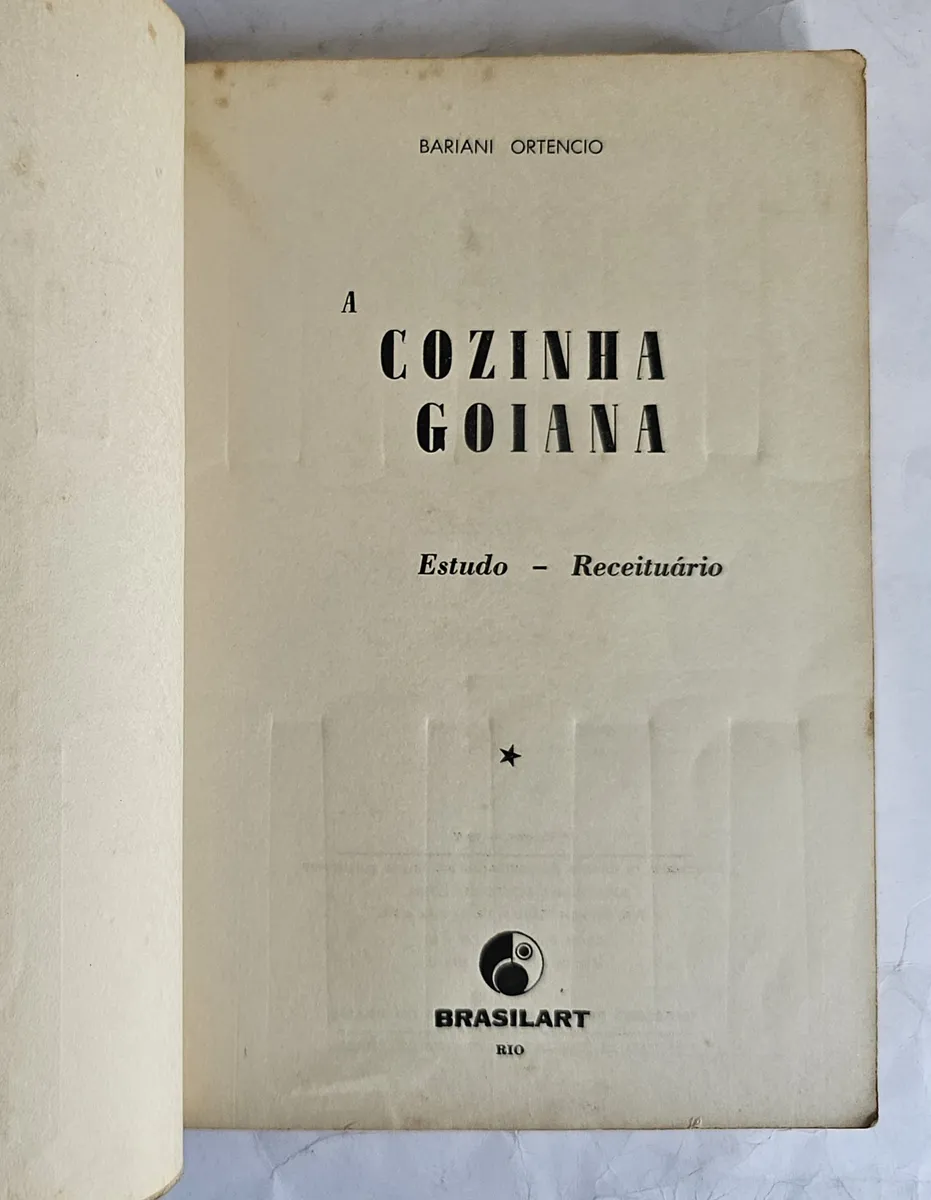 BARIANI ORTENCIO
A
COZINHA
GOIANA
Estudo – Receituário
BRASILART
RIO